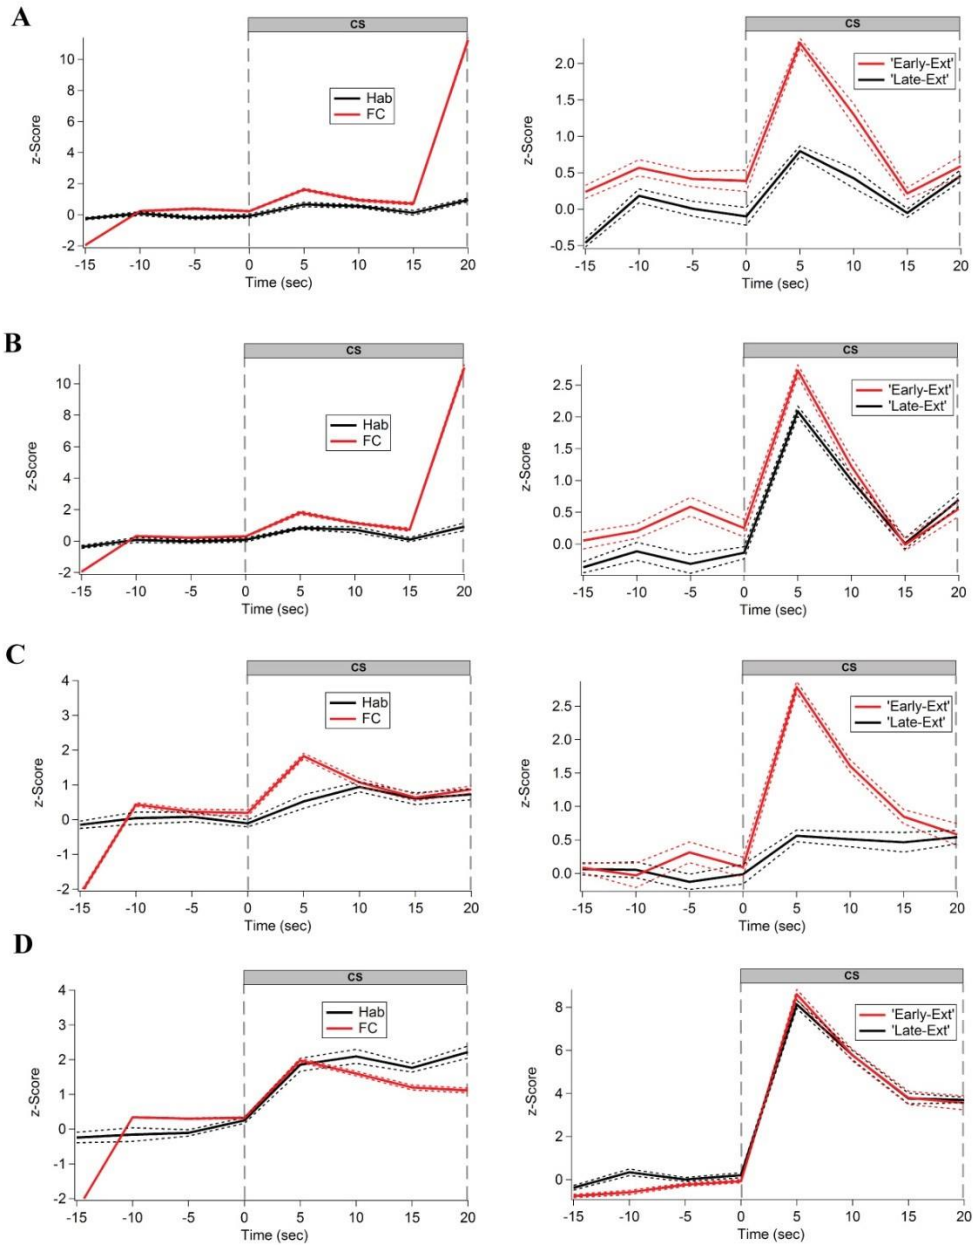 A
CS
10
8
6
4
2
0
-2
z-Score
Hab
FC
-15 -10 -5 0 5 10 15 20
Time (sec)
CS
2.0
1.5
1.0
0.5
0.0
-0.5
z-Score
'Early-Ext'
'Late-Ext'
-15 -10 -5 0 5 10 15 20
Time (sec)
B
CS
10
8
6
4
2
0
-2
z-Score
Hab
FC
-15 -10 -5 0 5 10 15 20
Time (sec)
CS
2.5
2.0
1.5
1.0
0.5
0.0
z-Score
'Early-Ext'
'Late-Ext'
-15 -10 -5 0 5 10 15 20
Time (sec)
C
CS
4
3
2
1
0
-1
-2
z-Score
Hab
FC
-15 -10 -5 0 5 10 15 20
Time (sec)
CS
2.5
2.0
1.5
1.0
0.5
0.0
z-Score
'Early-Ext'
'Late-Ext'
-15 -10 -5 0 5 10 15 20
Time (sec)
D
CS
4
3
2
1
0
-1
-2
z-Score
Hab
FC
-15 -10 -5 0 5 10 15 20
Time (sec)
CS
8
6
4
2
0
z-Score
'Early-Ext'
'Late-Ext'
-15 -10 -5 0 5 10 15 20
Time (sec)